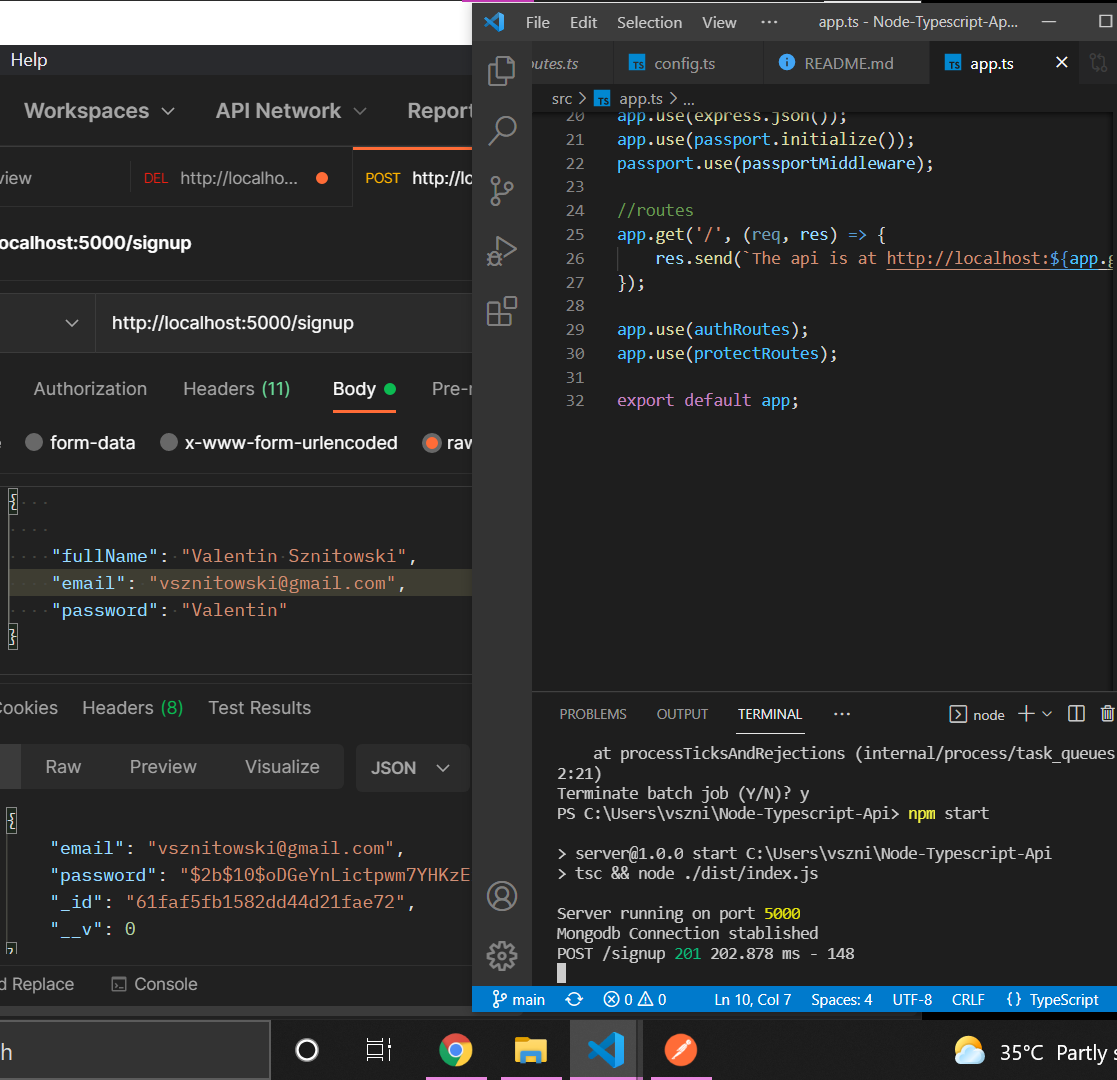 Help
Workspaces
API Network
DEL http://localho...
POST
ocalhost:5000/signup
http://localhost:5000/signup
Authorization Headers (11) Body
form-data x-www-form-urlencoded raw
{
"fullName": "Valentin Sznitowski",
"email": "vsznitowski@gmail.com",
"password": "Valentin"
}
Headers (8) Test Results
Raw Preview Visualize JSON
{
"email": "vsznitowski@gmail.com",
"password": "$2b$10$oDGeYnLictpwm7YHKzE
"_id": "61faf5fb1582dd44d21fae72",
"__v": 0
}
Replace Console
File Edit Selection View ··· app.ts - Node-Typescript-Ap...
outes.ts TS config.ts README.md TS app.ts
src > TS app.ts > ...
20 app.use(express.json());
21 app.use(passport.initialize());
22 passport.use(passportMiddleware);
23
24 //routes
25 app.get('/', (req, res) => {
26 res.send(`The api is at http://localhost:${app.g
27 });
28
29 app.use(authRoutes);
30 app.use(protectRoutes);
31
32 export default app;
PROBLEMS OUTPUT TERMINAL ··· node
at processTicksAndRejections (internal/process/task_queues
2:21)
Terminate batch job (Y/N)? y
PS C:\Users\vszni\Node-Typescript-Api> npm start
> server@1.0.0 start C:\Users\vszni\Node-Typescript-Api
> tsc && node ./dist/index.js
Server running on port 5000
Mongodb Connection stablished
POST /signup 201 202.878 ms - 148
main 0 0 Ln 10, Col 7 Spaces: 4 UTF-8 CRLF {} TypeScript
35°C Partly